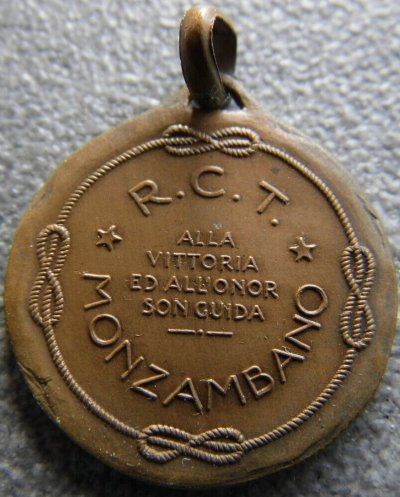 R.C.T.
ALLA
VITTORIA
ED ALL'ONOR
SON GUIDA
MONZAMBANO